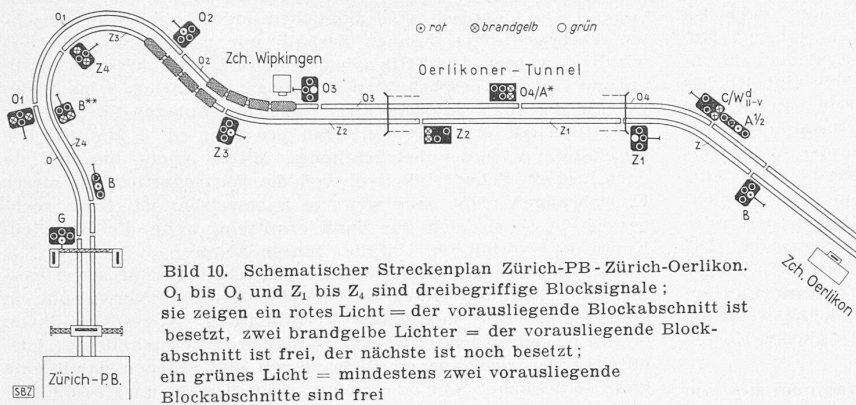 ⊙ rot ⊗ brandgelb ○ grün
O1
O2
Z3
Z4
O2
Zch. Wipkingen
Oerlikoner-Tunnel
O3
O3
O4/A*
O4
C/W d II-V
A½
O1
B**
Z4
O
Z3
Z2
Z2
Z1
Z1
Z
B
B
G
Zch. Oerlikon
Bild 10. Schematischer Streckenplan Zürich-PB-Zürich-Oerlikon.
O₁ bis O₄ und Z₁ bis Z₄ sind dreibegriffige Blocksignale;
sie zeigen ein rotes Licht = der vorausliegende Blockabschnitt ist
besetzt, zwei brandgelbe Lichter = der vorausliegende Block-
abschnitt ist frei, der nächste ist noch besetzt;
ein grünes Licht = mindestens zwei vorausliegende
Blockabschnitte sind frei
SBZ
Zürich-P.B.